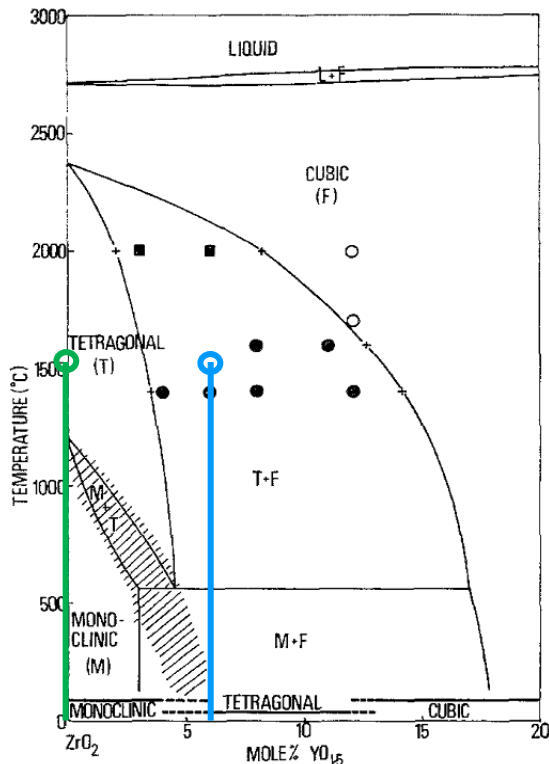 3000
LIQUID
L+F
2500
CUBIC
(F)
2000
TETRAGONAL
(T)
1500
TEMPERATURE (°C)
T+F
1000
M
+
T
500
MONO-
CLINIC
(M)
M+F
MONOCLINIC
TETRAGONAL
CUBIC
0
5
10
15
20
ZrO₂
MOLE% YO₁.₅